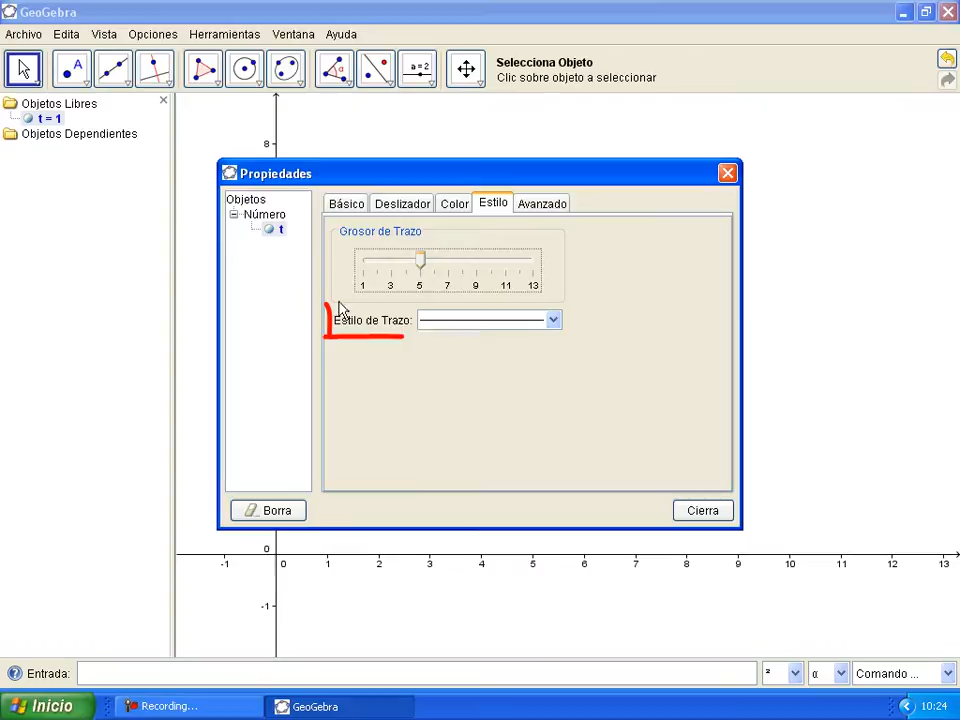 GeoGebra
Archivo Edita Vista Opciones Herramientas Ventana Ayuda
A
α
a = 2
Selecciona Objeto
Clic sobre objeto a seleccionar
Objetos Libres
t = 1
Objetos Dependientes
8
Propiedades
Objetos
Número
t
Básico Deslizador Color Estilo Avanzado
Grosor de Trazo
1 3 5 7 9 11 13
Estilo de Trazo:
Borra
Cierra
0
-1 0 1 2 3 4 5 6 7 8 9 10 11 12 13
-1
Entrada: ² α Comando ...
Inicio Recording... GeoGebra 10:24